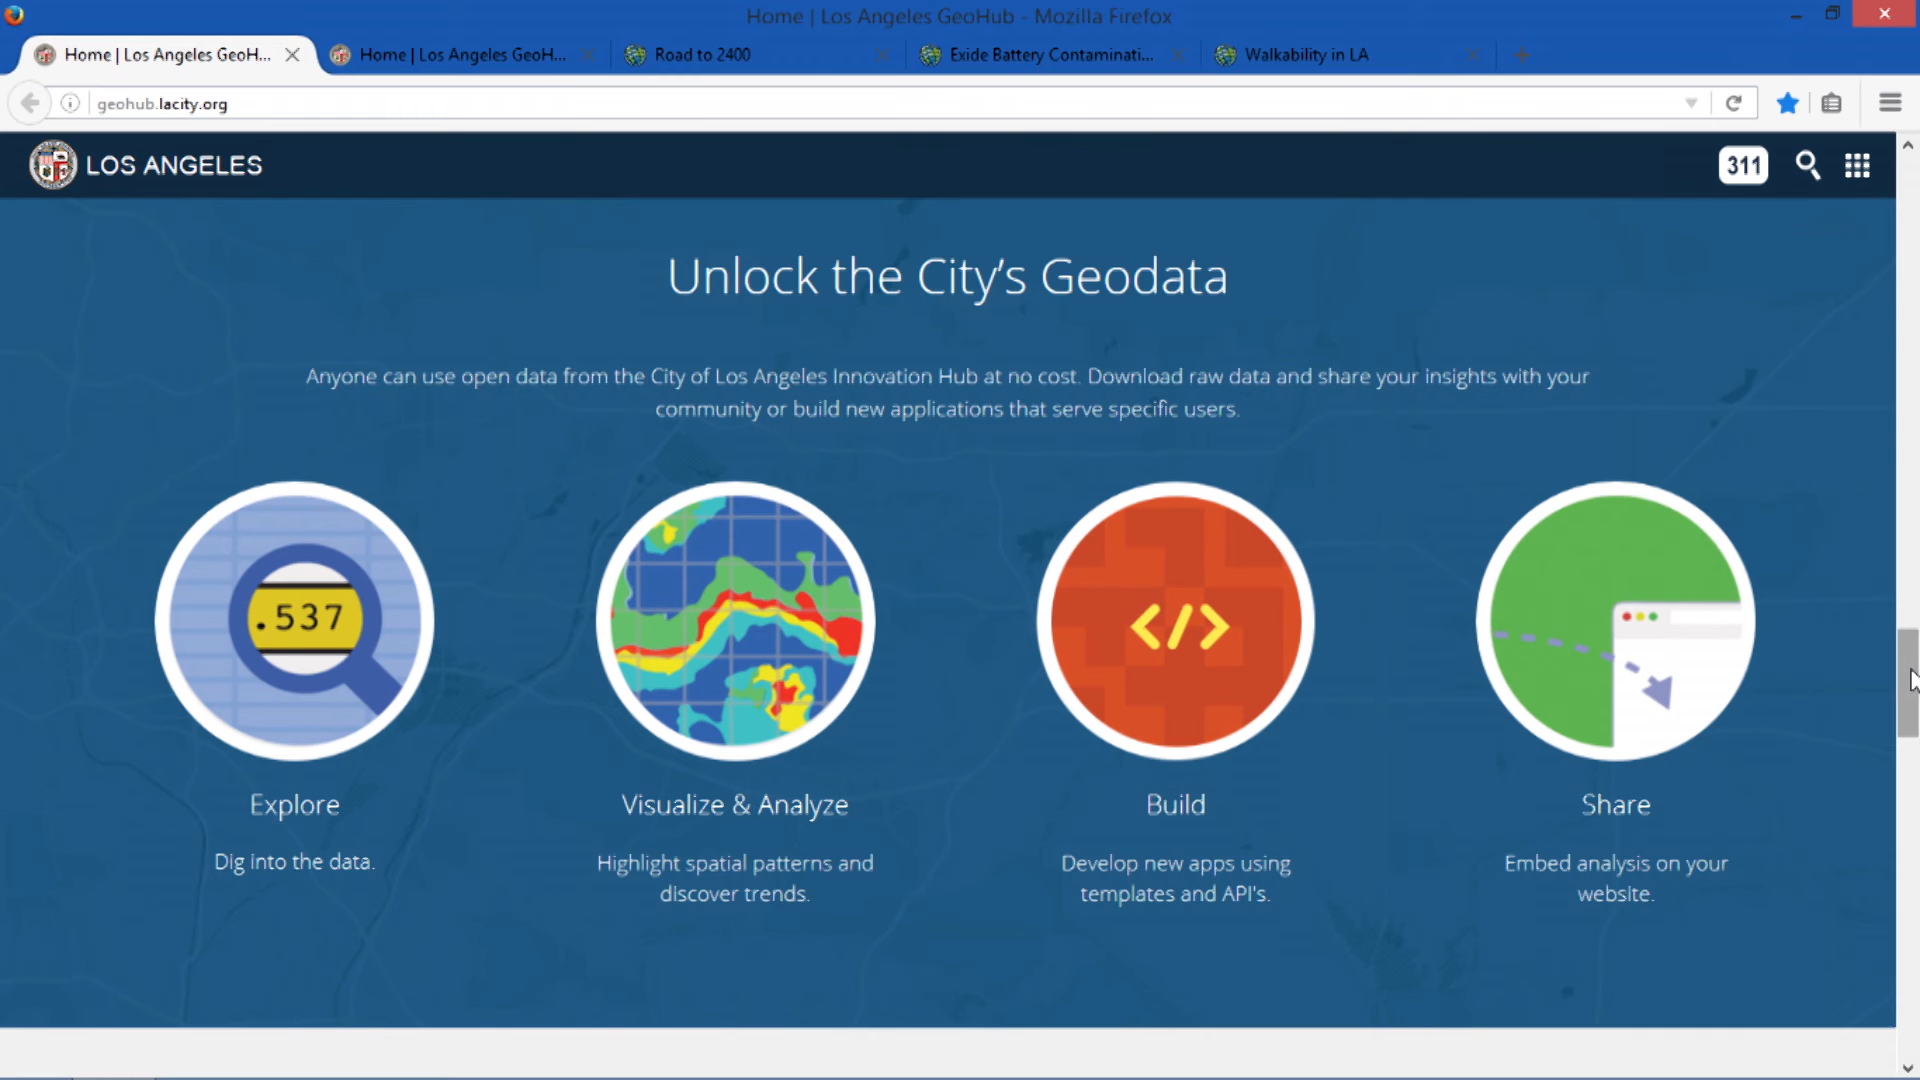 Home | Los Angeles GeoHub - Mozilla Firefox
Home | Los Angeles GeoH...
Home | Los Angeles GeoH...
Road to 2400
Exide Battery Contaminati...
Walkability in LA
geohub.lacity.org
LOS ANGELES
311
Unlock the City's Geodata
Anyone can use open data from the City of Los Angeles Innovation Hub at no cost. Download raw data and share your insights with your
community or build new applications that serve specific users.
.537
</>
Explore
Visualize & Analyze
Build
Share
Dig into the data.
Highlight spatial patterns and
discover trends.
Develop new apps using
templates and API's.
Embed analysis on your
website.